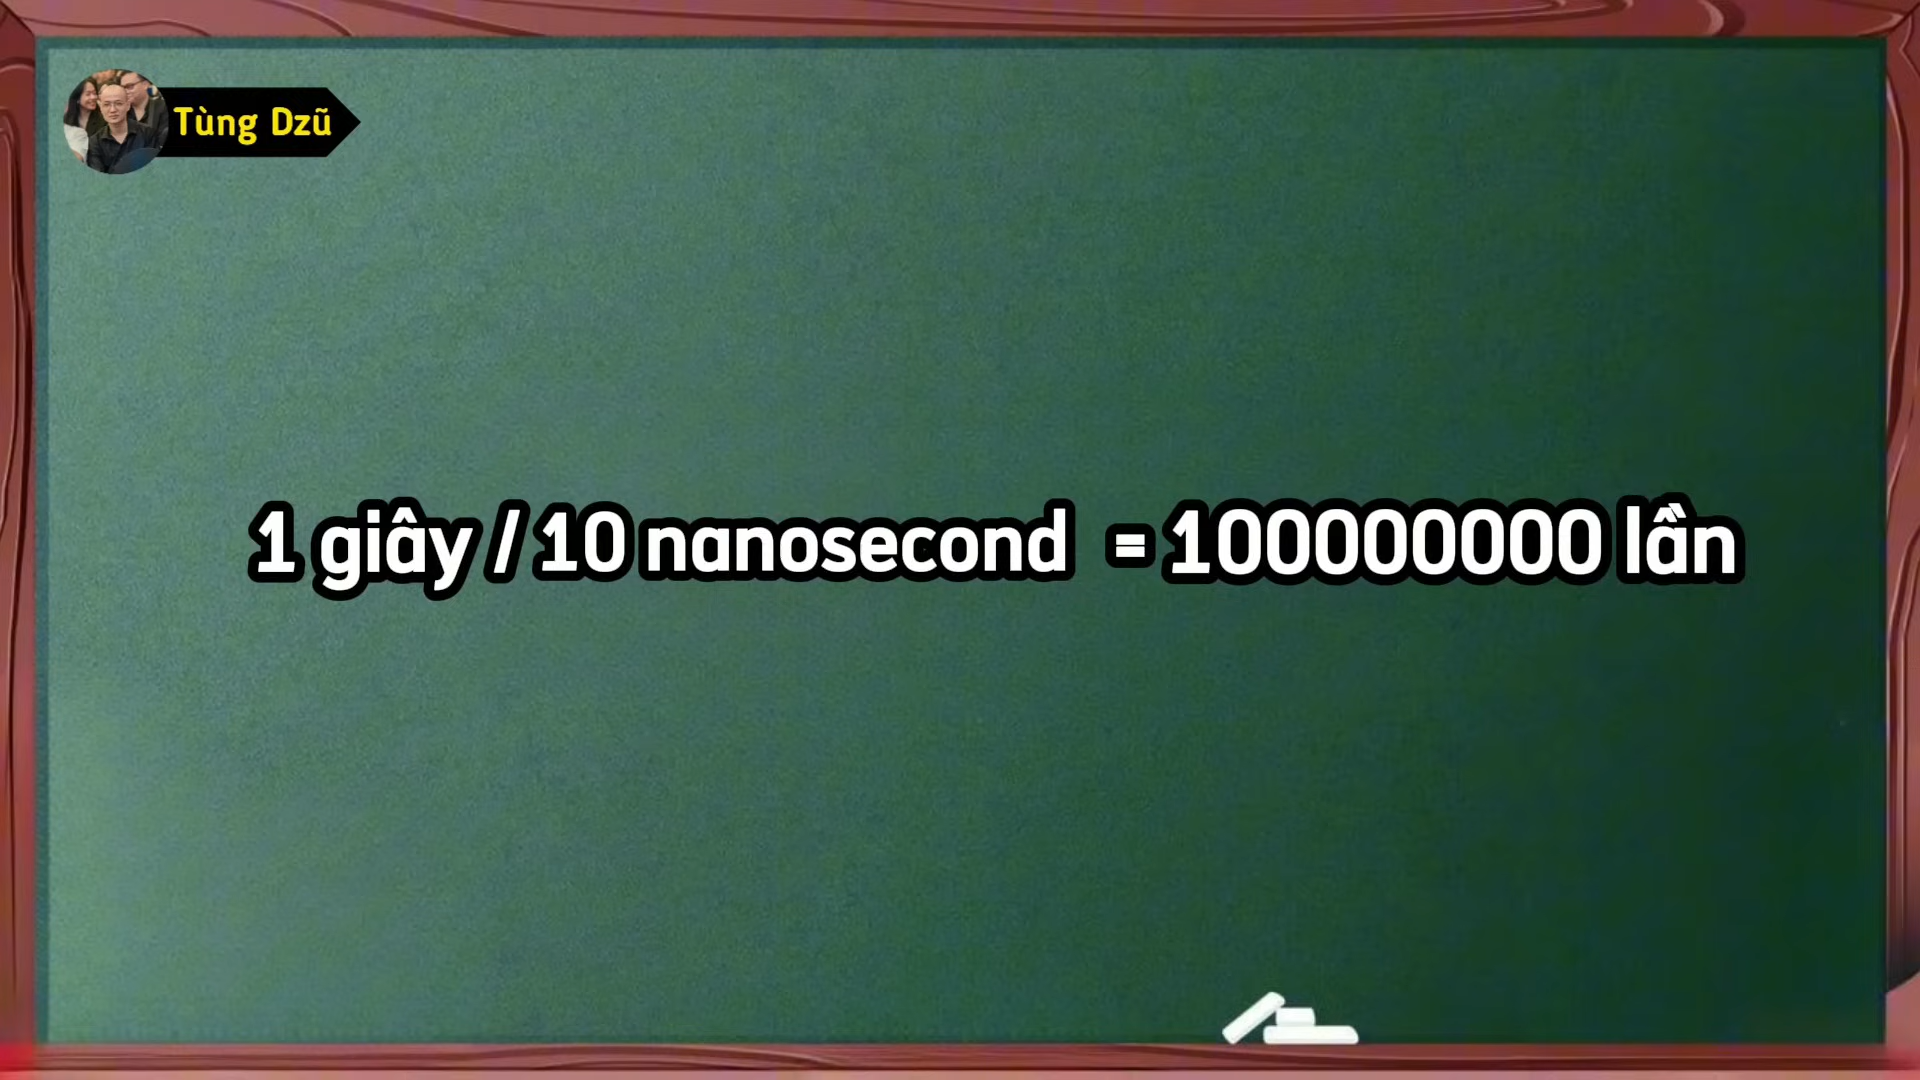 Tùng Dzũ
1 giây / 10 nanosecond = 100000000 lần